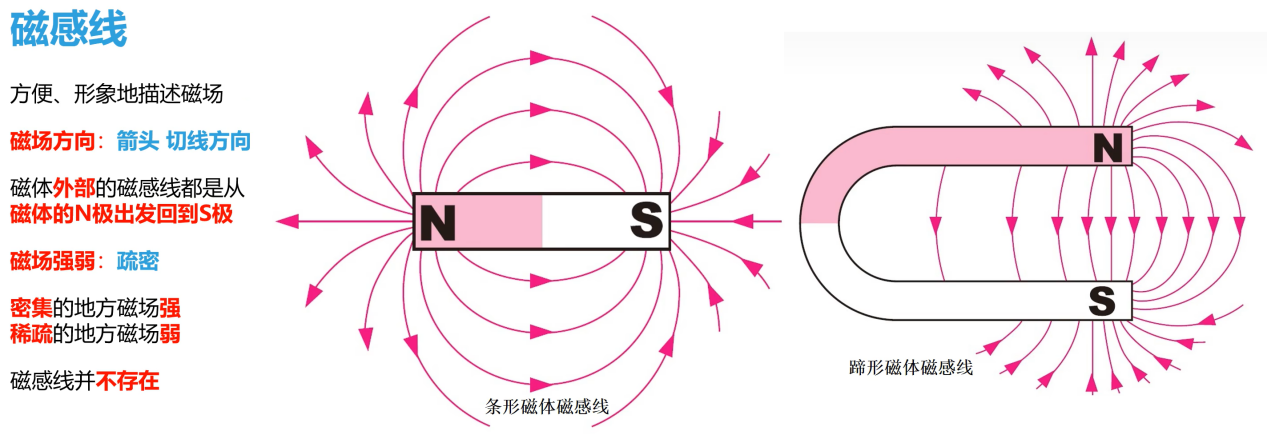 磁感线
方便、形象地描述磁场
磁场方向：箭头 切线方向
磁体外部的磁感线都是从
磁体的N极出发回到S极
磁场强弱：疏密
密集的地方磁场强
稀疏的地方磁场弱
磁感线并不存在
N
S
条形磁体磁感线
N
S
蹄形磁体磁感线